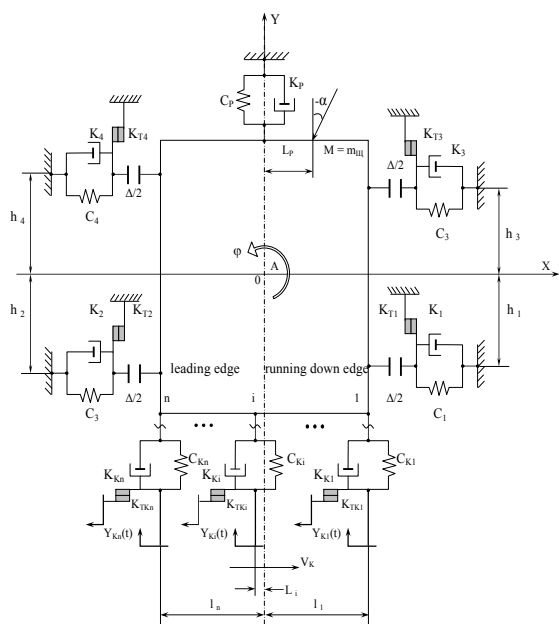 Y
K_P
C_P
-α
K_4
K_T4
K_T3
K_3
L_P
M = m_Щ
Δ/2
Δ/2
C_4
C_3
h_4
h_3
φ
A
0
X
h_2
h_1
K_2
K_T2
K_T1
K_1
leading edge
running down edge
Δ/2
Δ/2
C_3
C_1
n
i
1
•••
•••
K_Kn
C_Kn
K_Ki
C_Ki
K_K1
C_K1
K_TKn
K_TKi
K_TK1
Y_Kn(t)
Y_Ki(t)
Y_K1(t)
V_K
L_i
l_n
l_1